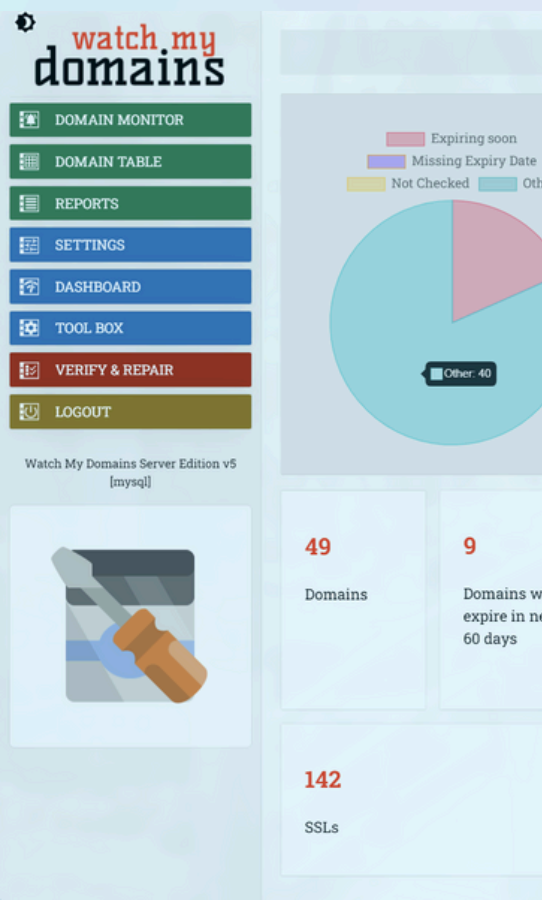 watch my
domains
DOMAIN MONITOR
DOMAIN TABLE
REPORTS
SETTINGS
DASHBOARD
TOOL BOX
VERIFY & REPAIR
LOGOUT
Watch My Domains Server Edition v5
[mysql]
Expiring soon
Missing Expiry Date
Not Checked Oth
Other: 40
49
Domains
9
Domains w
expire in ne
60 days
142
SSLs